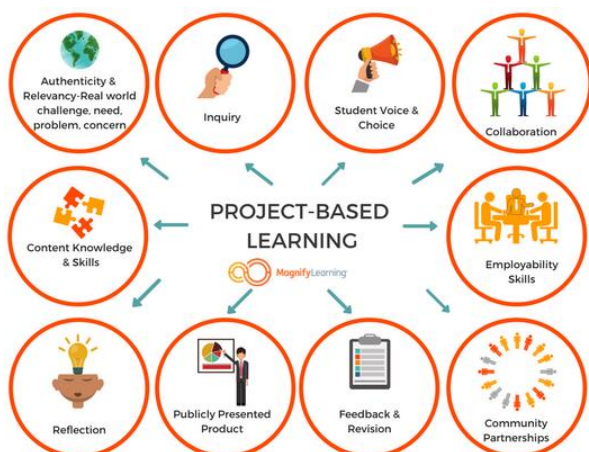 Authenticity &
Relevancy-Real world
challenge, need,
problem, concern
Inquiry
Student Voice &
Choice
Collaboration
PROJECT-BASED
LEARNING
MagnifyLearning
Content Knowledge
& Skills
Employability
Skills
Reflection
Publicly Presented
Product
Feedback &
Revision
Community
Partnerships